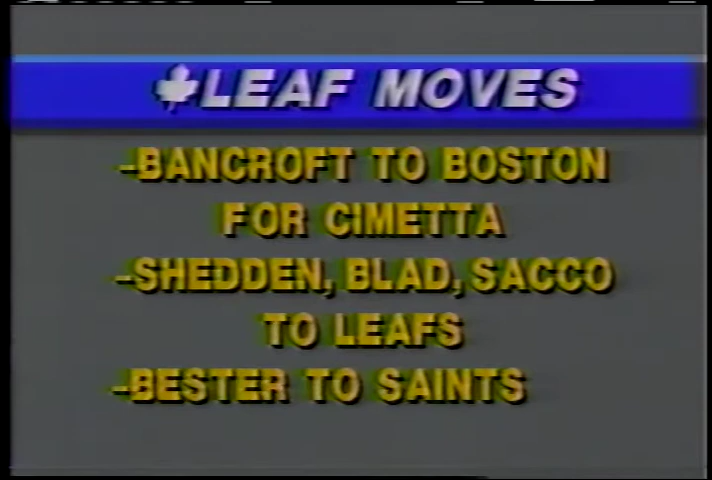 LEAF MOVES
-BANCROFT TO BOSTON
FOR CIMETTA
-SHEDDEN, BLAD, SACCO
TO LEAFS
-BESTER TO SAINTS